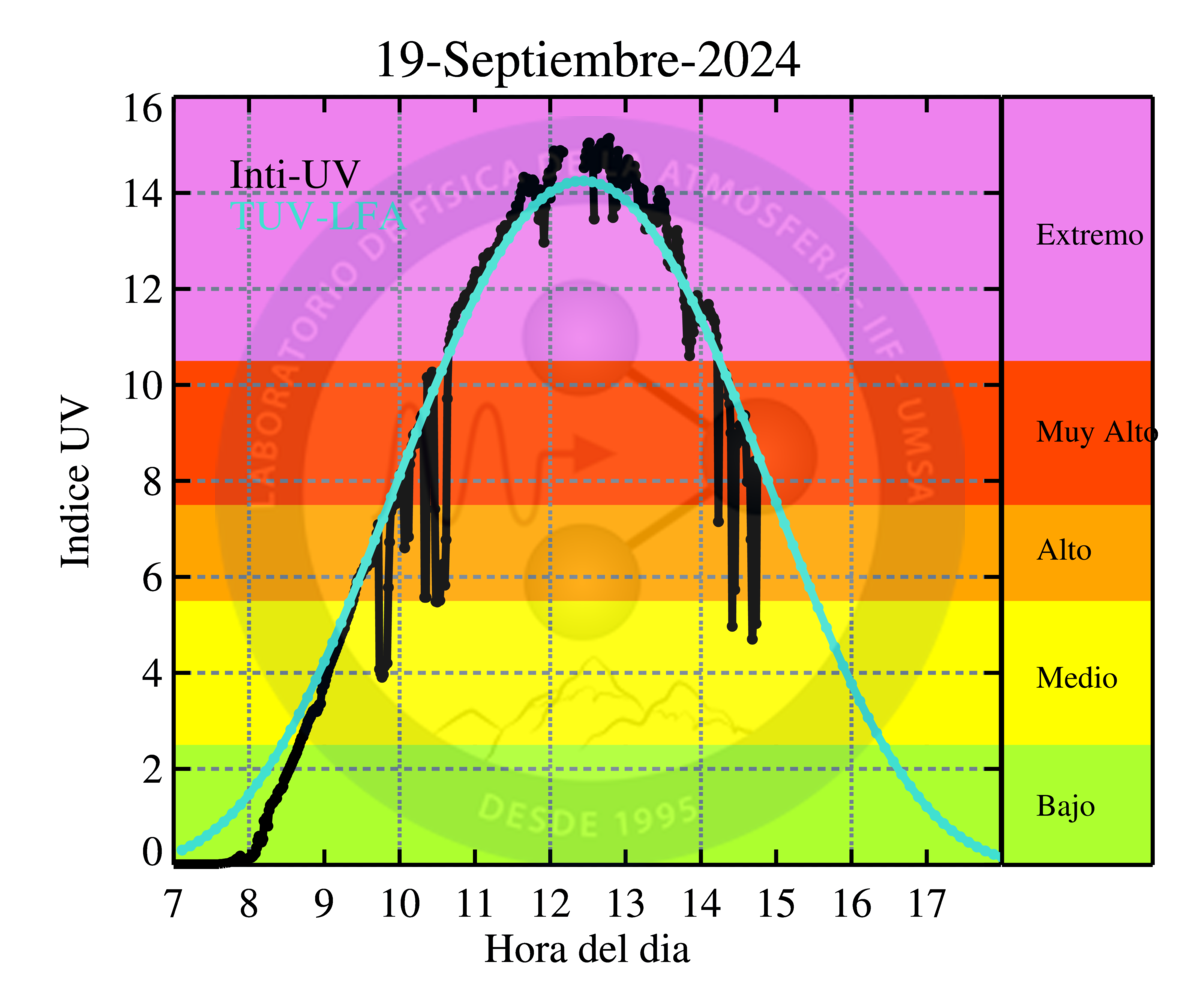 19-Septiembre-2024
16
14
12
10
8
6
4
2
0
Indice UV
Inti-UV
TUV-LFA
LABORATORIO DE FÍSICA DE LA ATMÓSFERA - IIF - UMSA
DESDE 1995
Extremo
Muy Alto
Alto
Medio
Bajo
7 8 9 10 11 12 13 14 15 16 17
Hora del dia